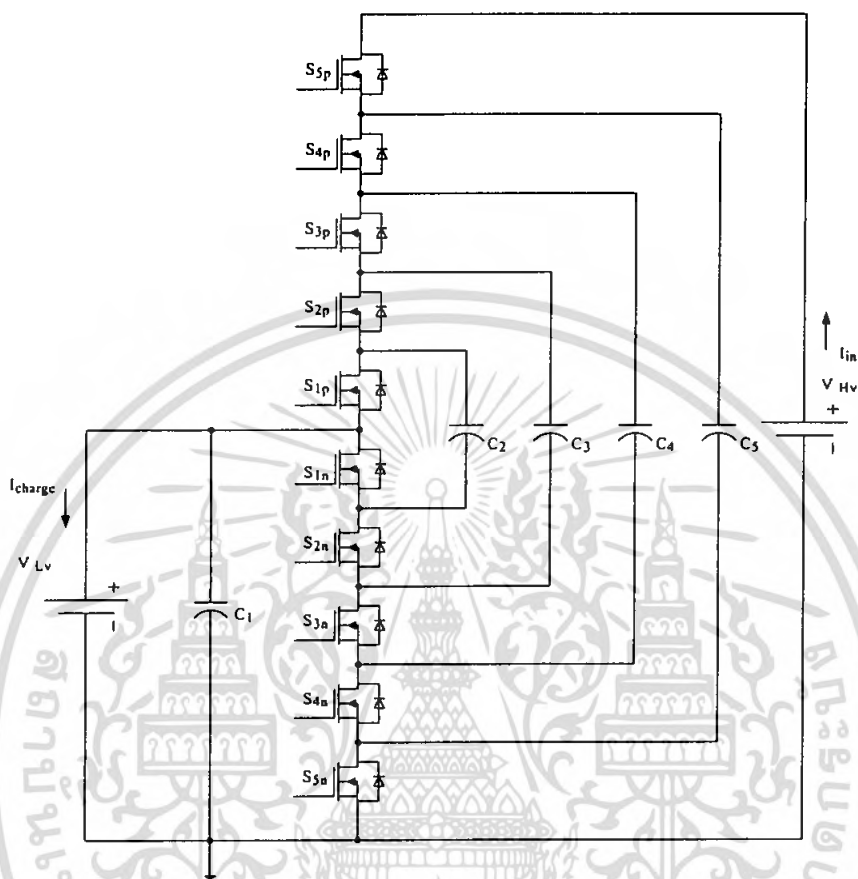 S5p
S4p
S3p
S2p
S1p
S1n
S2n
S3n
S4n
S5n
C2
C3
C4
C5
C1
Icharge
VLv
+
Iin
VHv
+